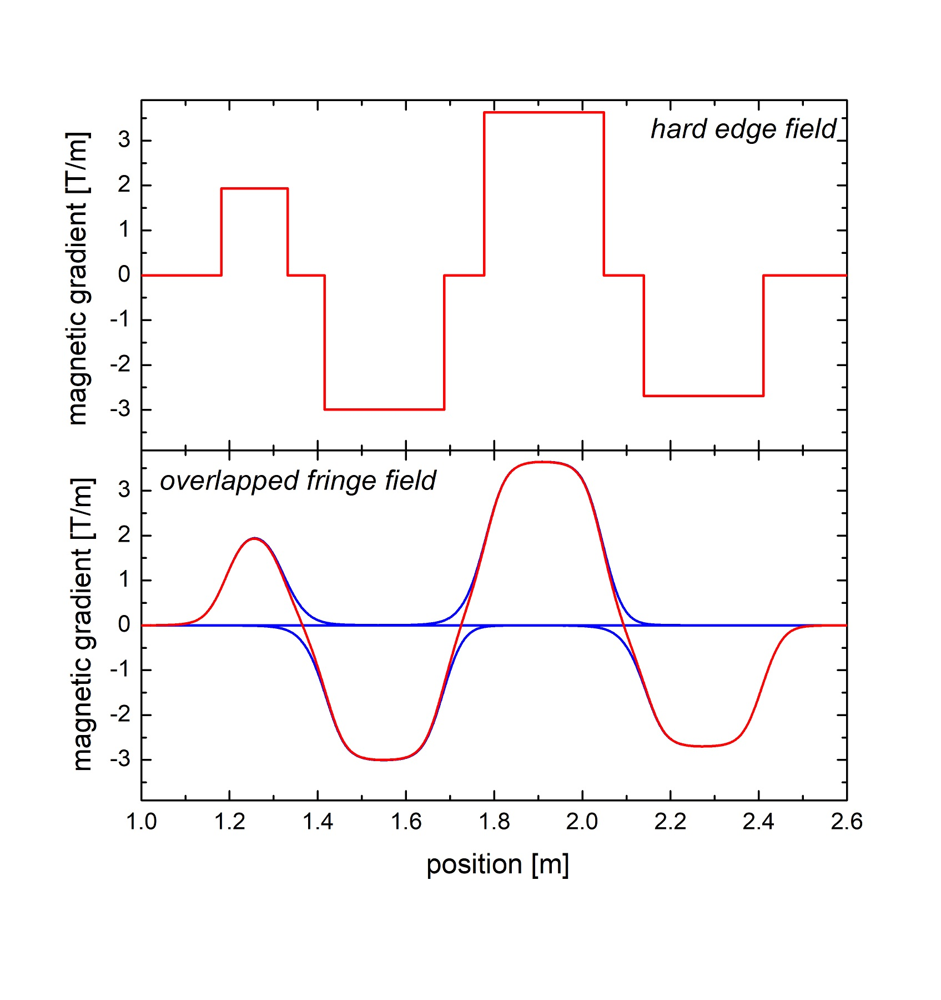 hard edge field
magnetic gradient [T/m]
3
2
1
0
-1
-2
-3
overlapped fringe field
magnetic gradient [T/m]
3
2
1
0
-1
-2
-3
1.0 1.2 1.4 1.6 1.8 2.0 2.2 2.4 2.6
position [m]